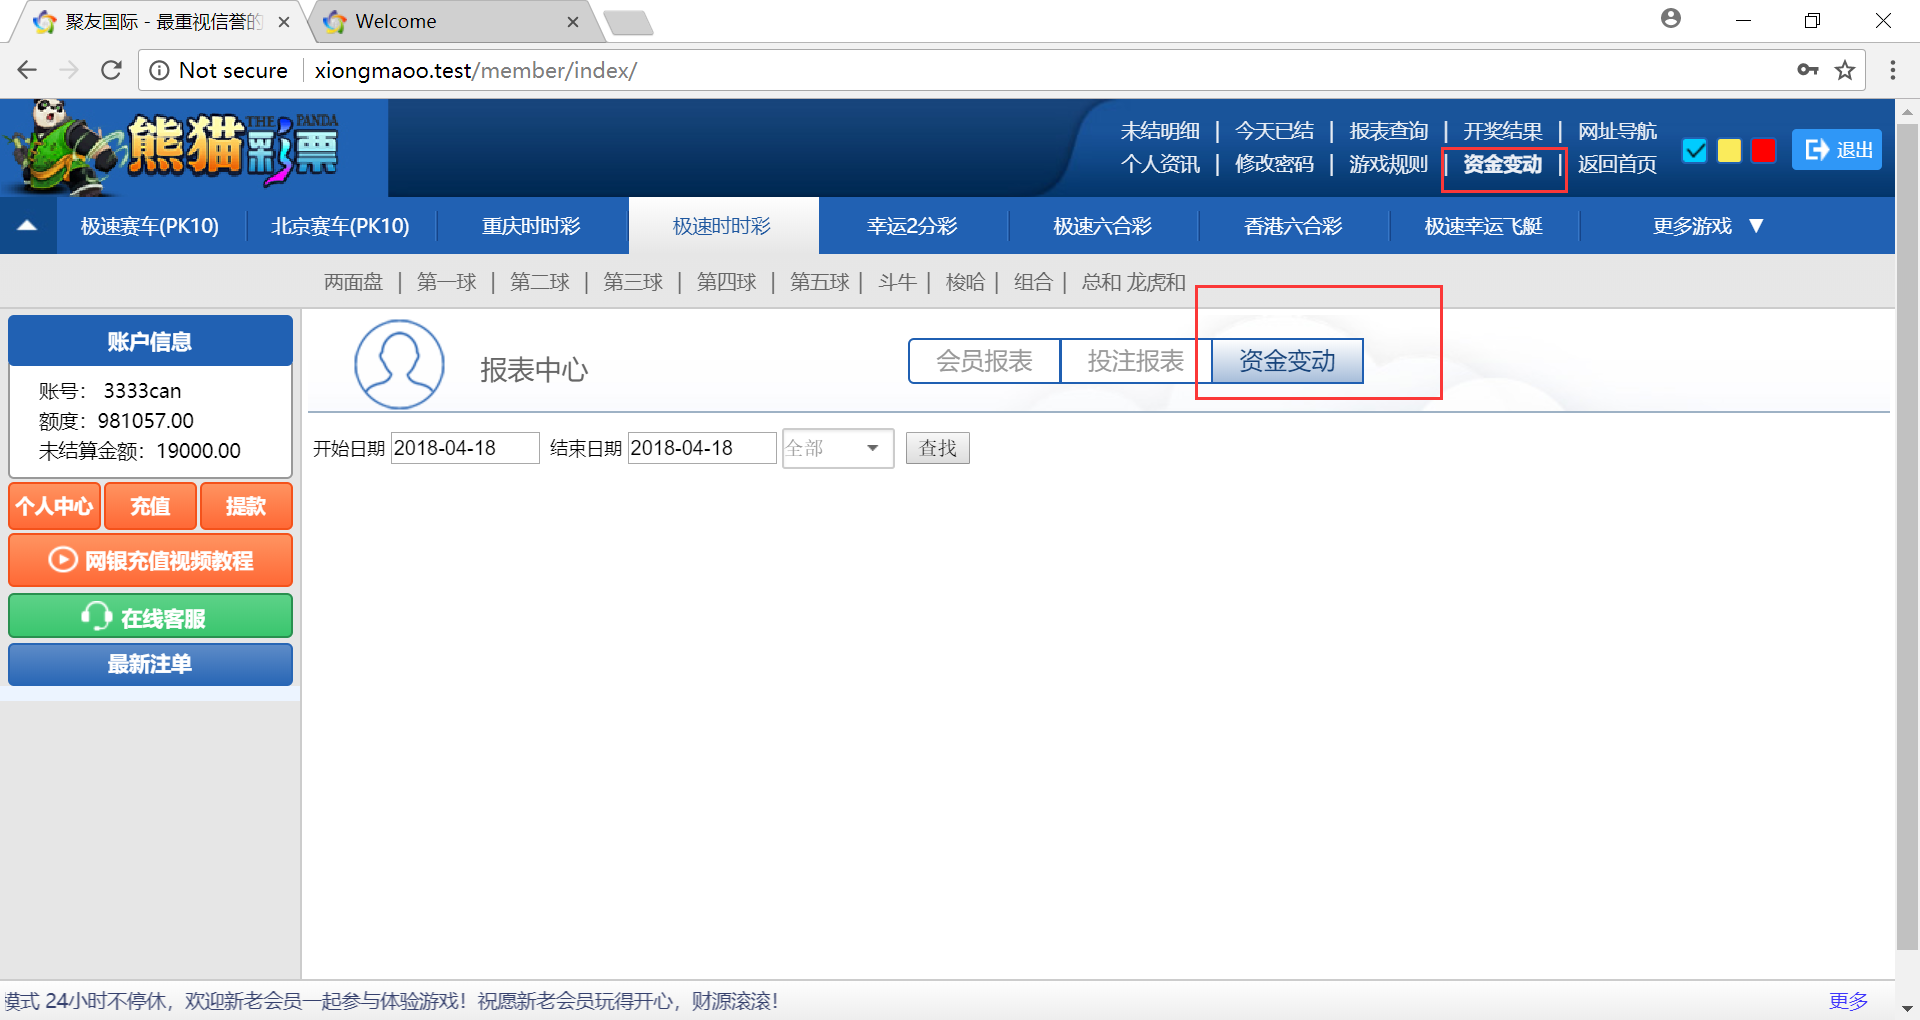 聚友国际 - 最重视信誉的
Welcome
Not secure
xiongmaoo.test/member/index/
熊猫彩票
THE PANDA
未结明细 | 今天已结 | 报表查询 | 开奖结果 | 网址导航
个人资讯 | 修改密码 | 游戏规则 | 资金变动 | 返回首页
退出
极速赛车(PK10) 北京赛车(PK10) 重庆时时彩 极速时时彩 幸运2分彩 极速六合彩 香港六合彩 极速幸运飞艇 更多游戏 ▼
两面盘 | 第一球 | 第二球 | 第三球 | 第四球 | 第五球 | 斗牛 | 梭哈 | 组合 | 总和 龙虎和
账户信息
账号： 3333can
额度：981057.00
未结算金额：19000.00
个人中心 充值 提款
网银充值视频教程
在线客服
最新注单
报表中心
会员报表 投注报表 资金变动
开始日期 2018-04-18 结束日期 2018-04-18 全部 查找
模式 24小时不停休，欢迎新老会员一起参与体验游戏！祝愿新老会员玩得开心，财源滚滚！
更多